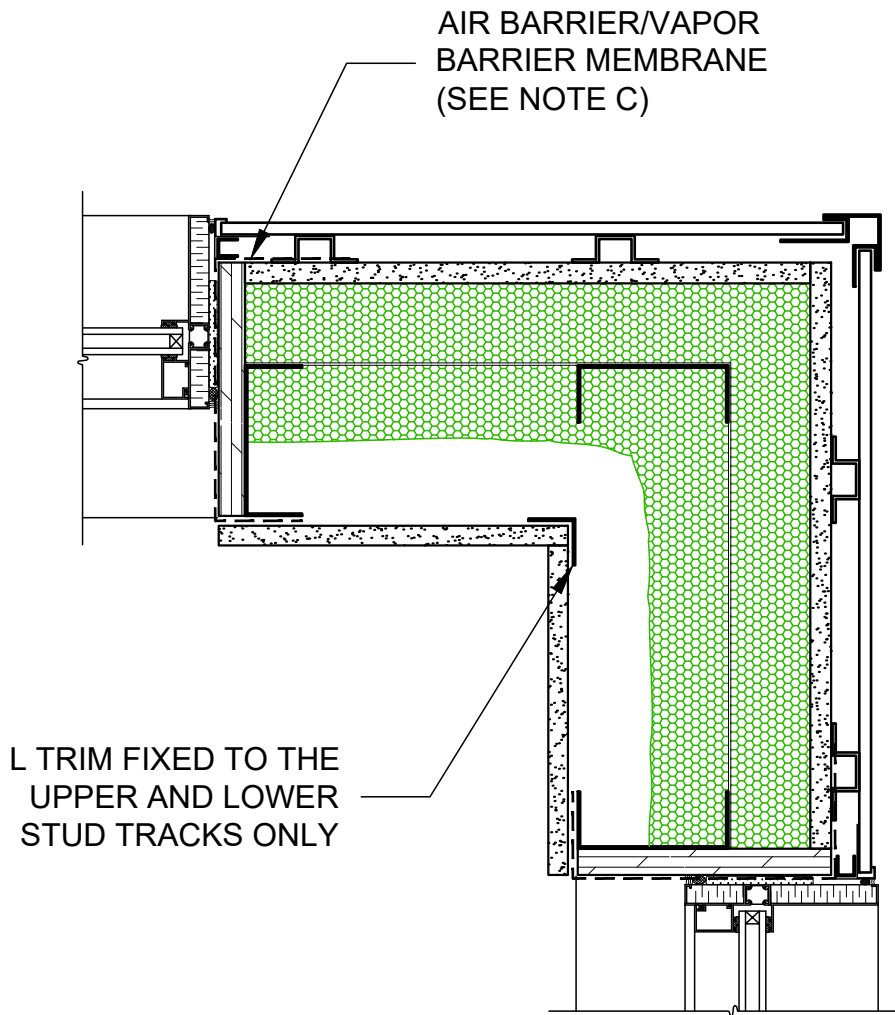 AIR BARRIER/VAPOR
BARRIER MEMBRANE
(SEE NOTE C)
L TRIM FIXED TO THE
UPPER AND LOWER
STUD TRACKS ONLY